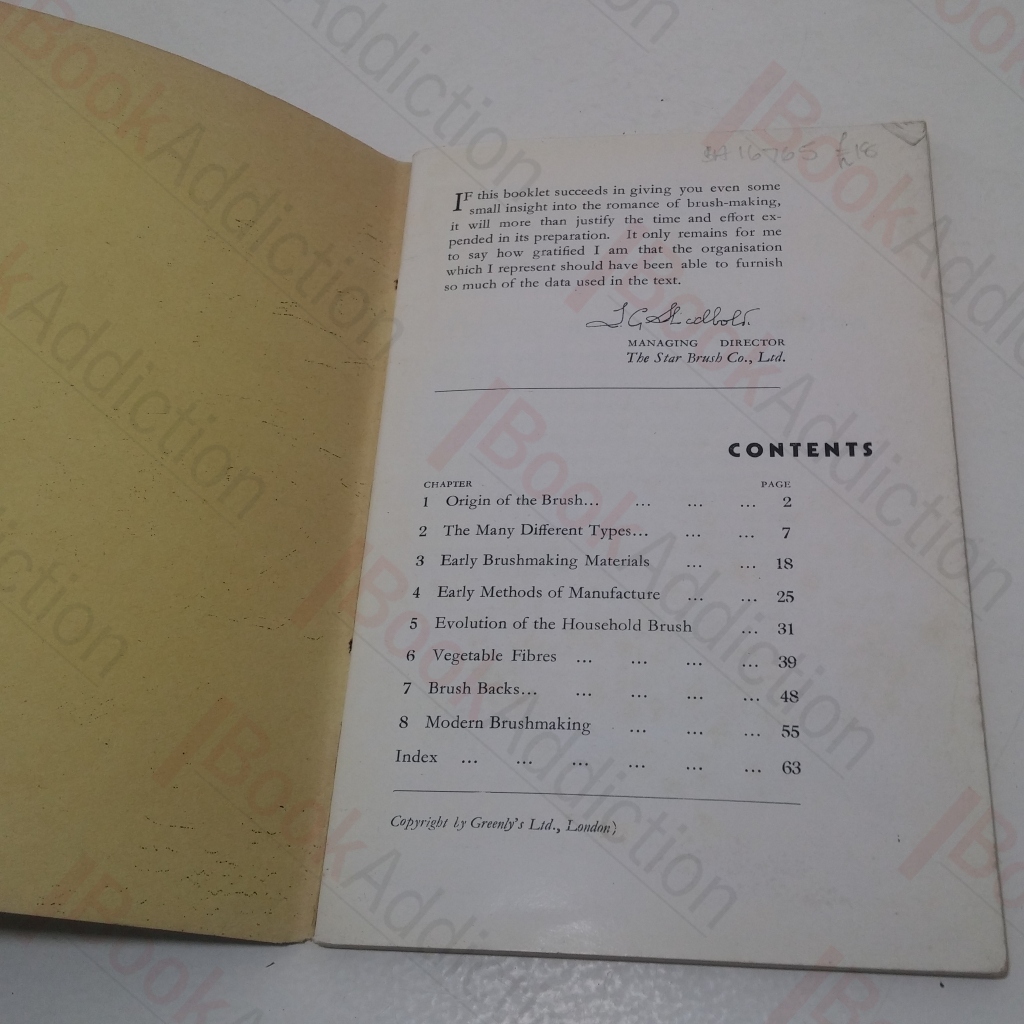 BA 16765 £18
IF this booklet succeeds in giving you even some
small insight into the romance of brush-making,
it will more than justify the time and effort ex-
pended in its preparation. It only remains for me
to say how gratified I am that the organisation
which I represent should have been able to furnish
so much of the data used in the text.
MANAGING DIRECTOR
The Star Brush Co., Ltd.
CONTENTS
CHAPTER PAGE
1 Origin of the Brush... ... ... ... 2
2 The Many Different Types... ... ... 7
3 Early Brushmaking Materials ... ... 18
4 Early Methods of Manufacture ... ... 25
5 Evolution of the Household Brush ... 31
6 Vegetable Fibres ... ... ... ... 39
7 Brush Backs... ... ... ... 48
8 Modern Brushmaking ... ... ... 55
Index ... ... ... ... ... ... 63
Copyright by Greenly's Ltd., London)
BookAddiction